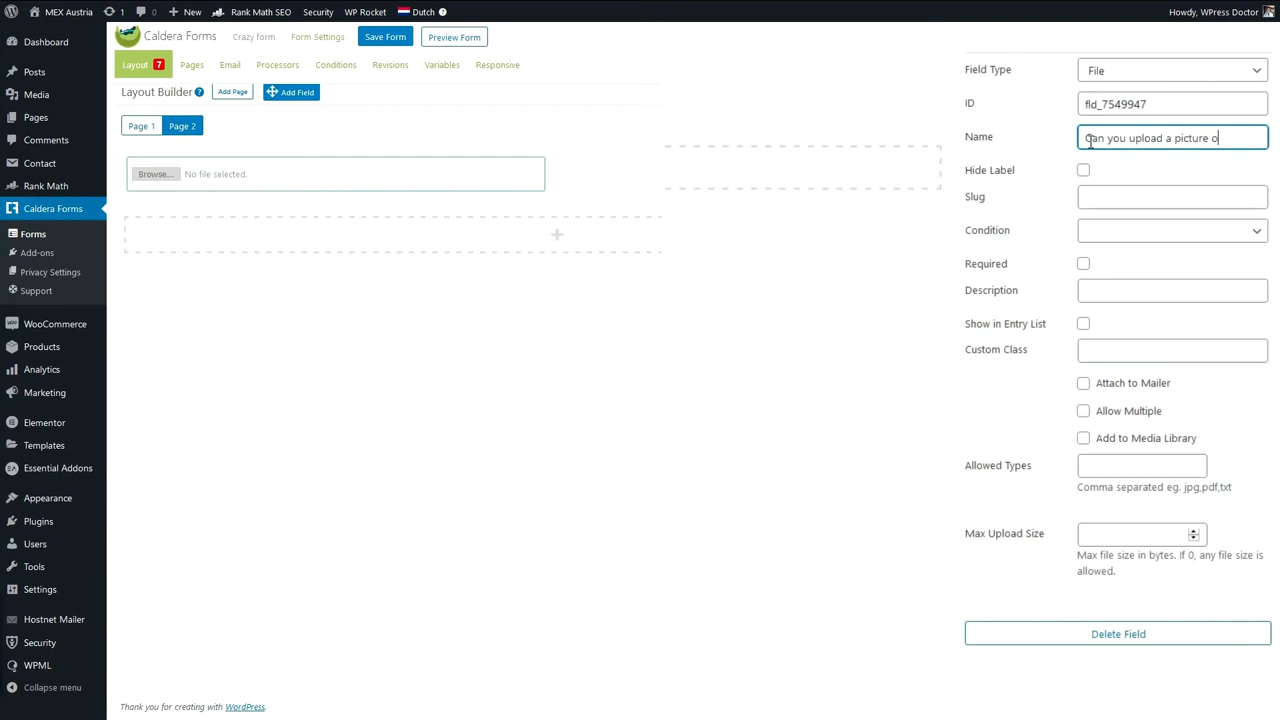 MEX Austria 1 0 New Rank Math SEO Security WP Rocket Dutch Howdy, WPress Doctor
Dashboard
Posts
Media
Pages
Comments
Contact
Rank Math
Caldera Forms
Forms
Add-ons
Privacy Settings
Support
WooCommerce
Products
Analytics
Marketing
Elementor
Templates
Essential Addons
Appearance
Plugins
Users
Tools
Settings
Hostnet Mailer
Security
WPML
Collapse menu
Caldera Forms Crazy form Form Settings Save Form Preview Form
Layout 7 Pages Email Processors Conditions Revisions Variables Responsive
Layout Builder ? Add Page Add Field
Page 1 Page 2
Browse... No file selected.
+
Field Type File
ID fld_7549947
Name Can you upload a picture o
Hide Label
Slug
Condition
Required
Description
Show in Entry List
Custom Class
Attach to Mailer
Allow Multiple
Add to Media Library
Allowed Types
Comma separated eg. jpg,pdf,txt
Max Upload Size
Max file size in bytes. If 0, any file size is
allowed.
Delete Field
Thank you for creating with WordPress.